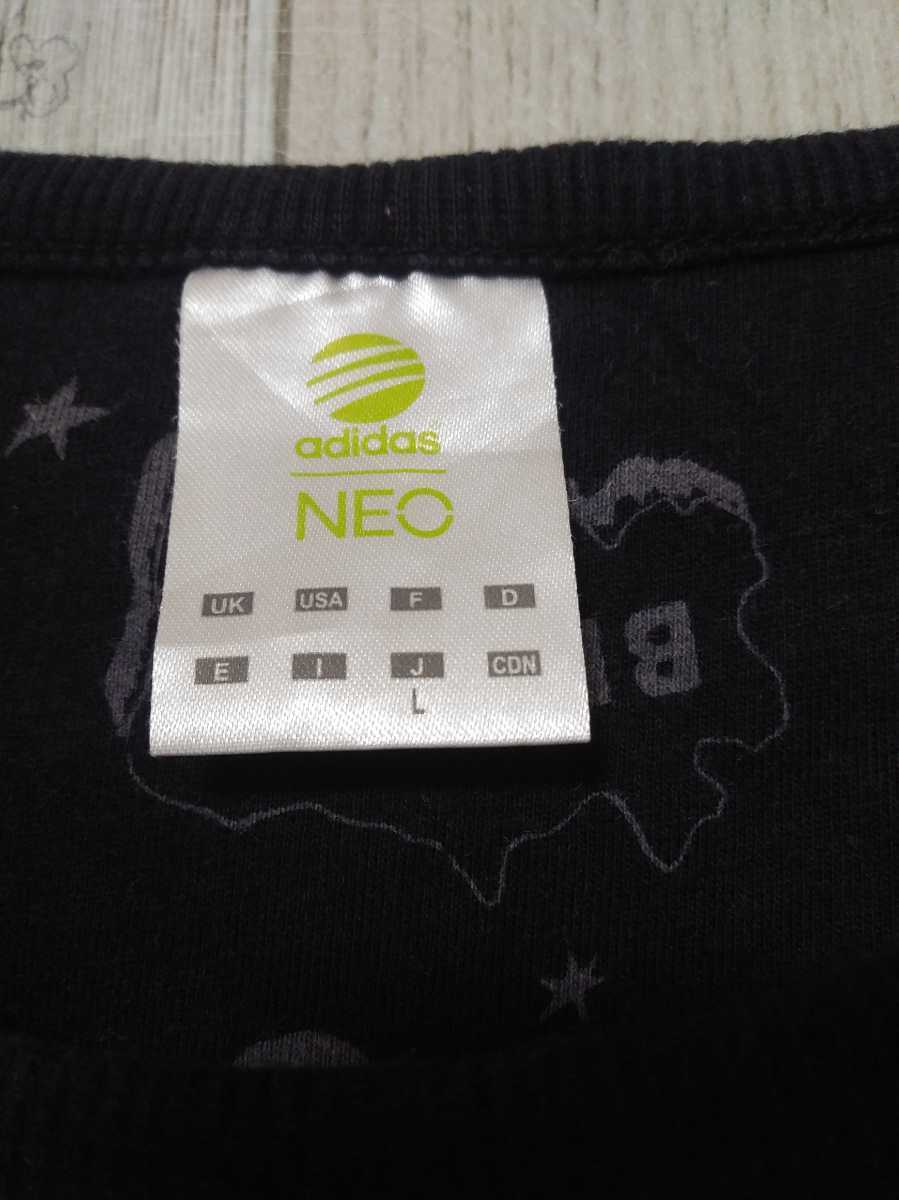 adidas
NEO
UK USA F D
E I J CDN
L